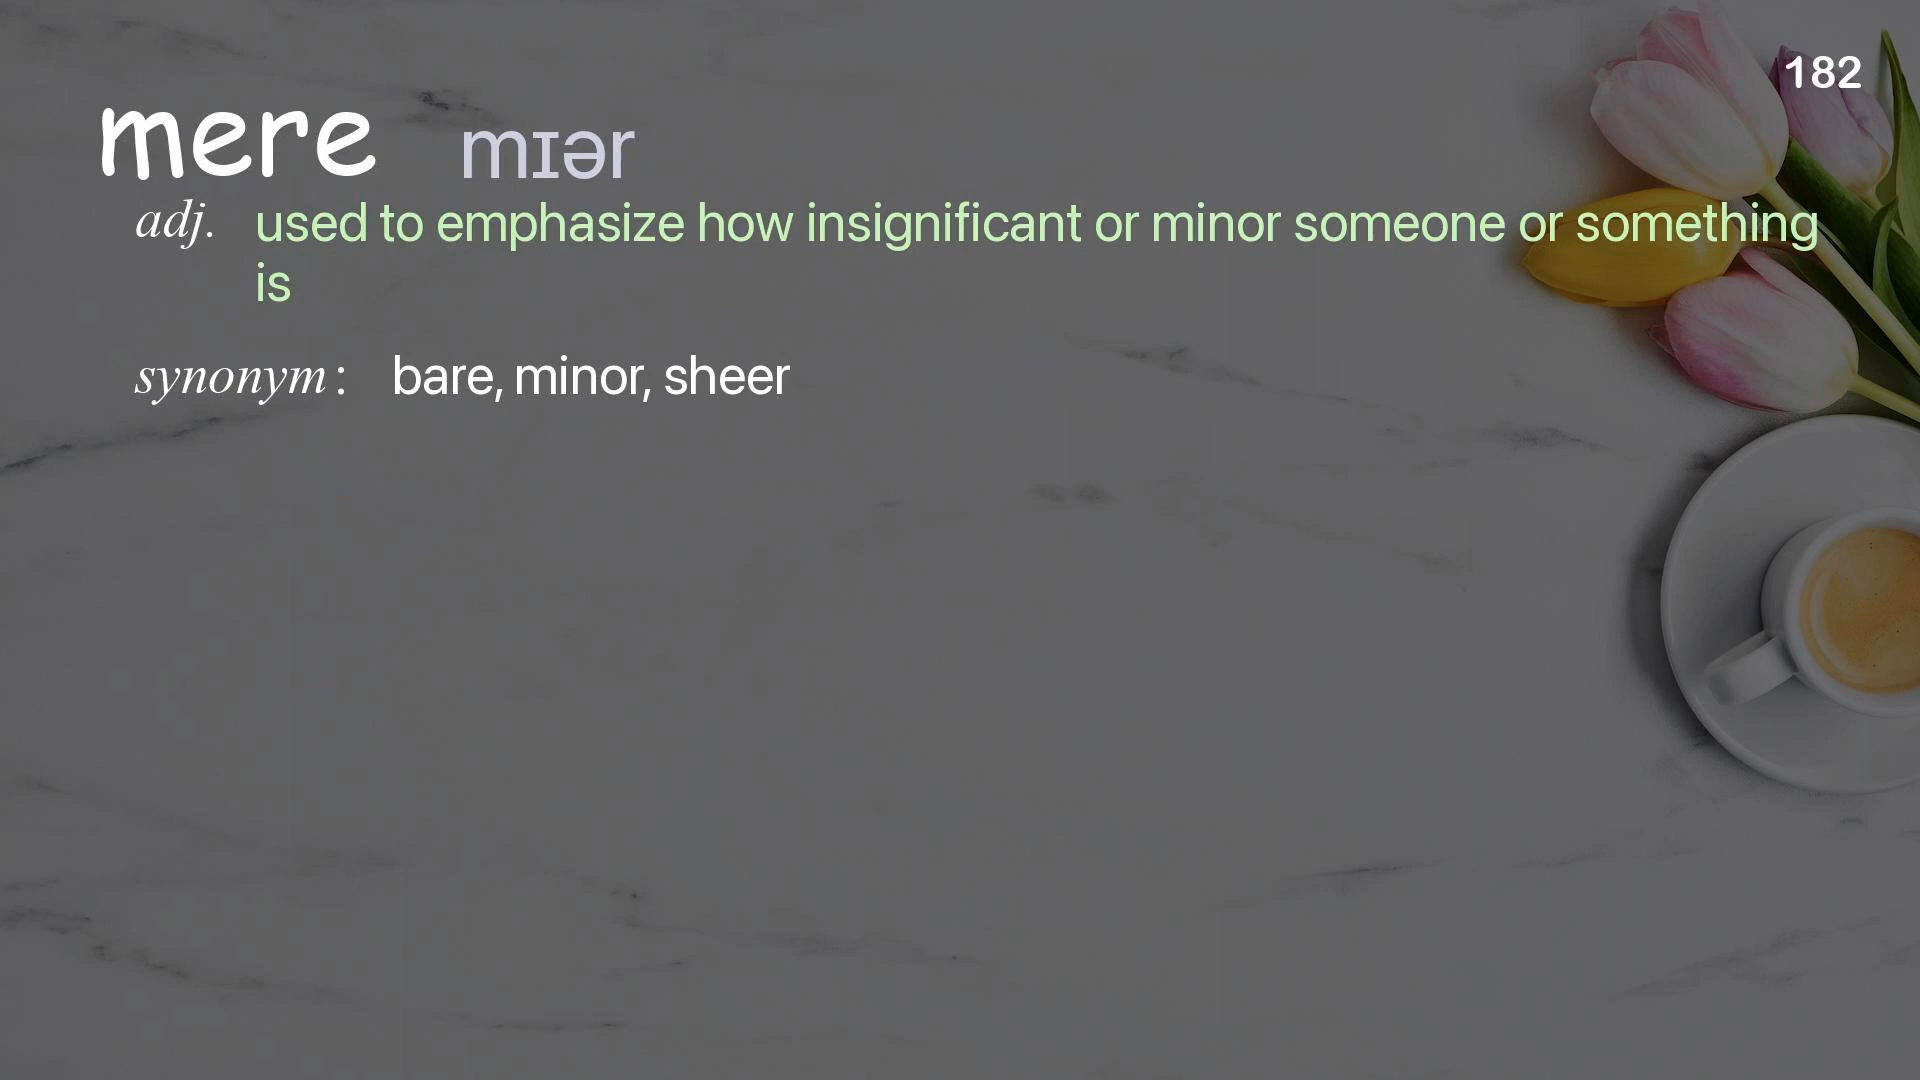 182
mere mɪər
adj. used to emphasize how insignificant or minor someone or something
is
synonym: bare, minor, sheer